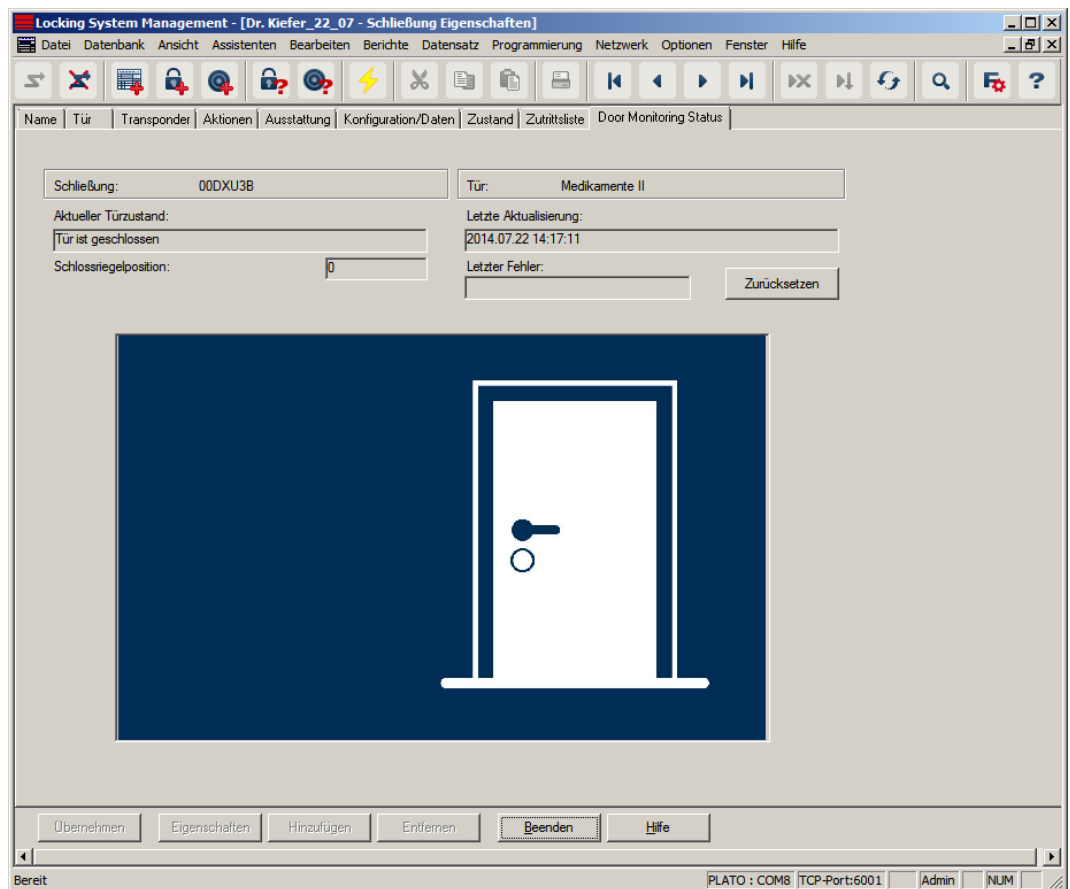 Locking System Management - [Dr. Kiefer_22_07 - Schließung Eigenschaften]
Datei Datenbank Ansicht Assistenten Bearbeiten Berichte Datensatz Programmierung Netzwerk Optionen Fenster Hilfe
Name Tür Transponder Aktionen Ausstattung Konfiguration/Daten Zustand Zutrittsliste Door Monitoring Status
Schließung: 00DXU3B Tür: Medikamente II
Aktueller Türzustand: Letzte Aktualisierung:
Tür ist geschlossen 2014.07.22 14:17:11
Schlossriegelposition: 0 Letzter Fehler:
Zurücksetzen
Übernehmen Eigenschaften Hinzufügen Entfernen Beenden Hilfe
Bereit PLATO : COM8 TCP-Port:6001 Admin NUM